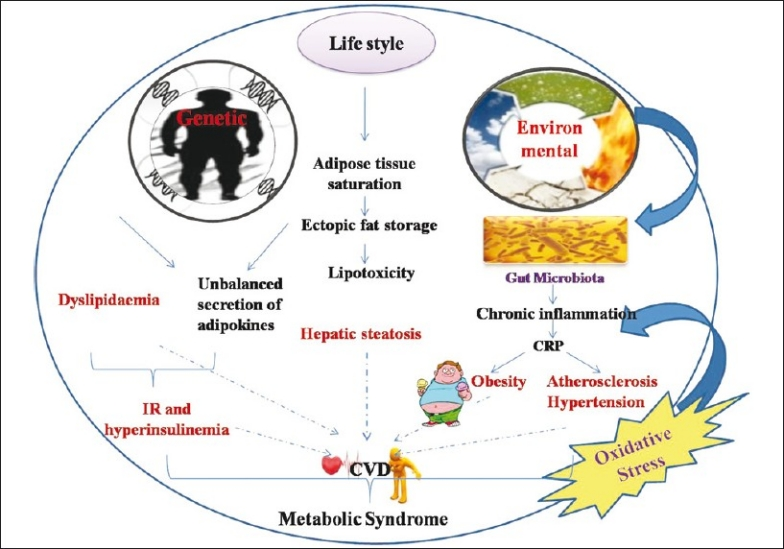 Life style
Genetic
Environ
mental
Adipose tissue
saturation
Ectopic fat storage
Lipotoxicity
Gut Microbiota
Unbalanced
secretion of
adipokines
Dyslipidaemia
Hepatic steatosis
Chronic inflammation
CRP
Obesity
Atherosclerosis
Hypertension
IR and
hyperinsulinemia
Oxidative
Stress
CVD
Metabolic Syndrome